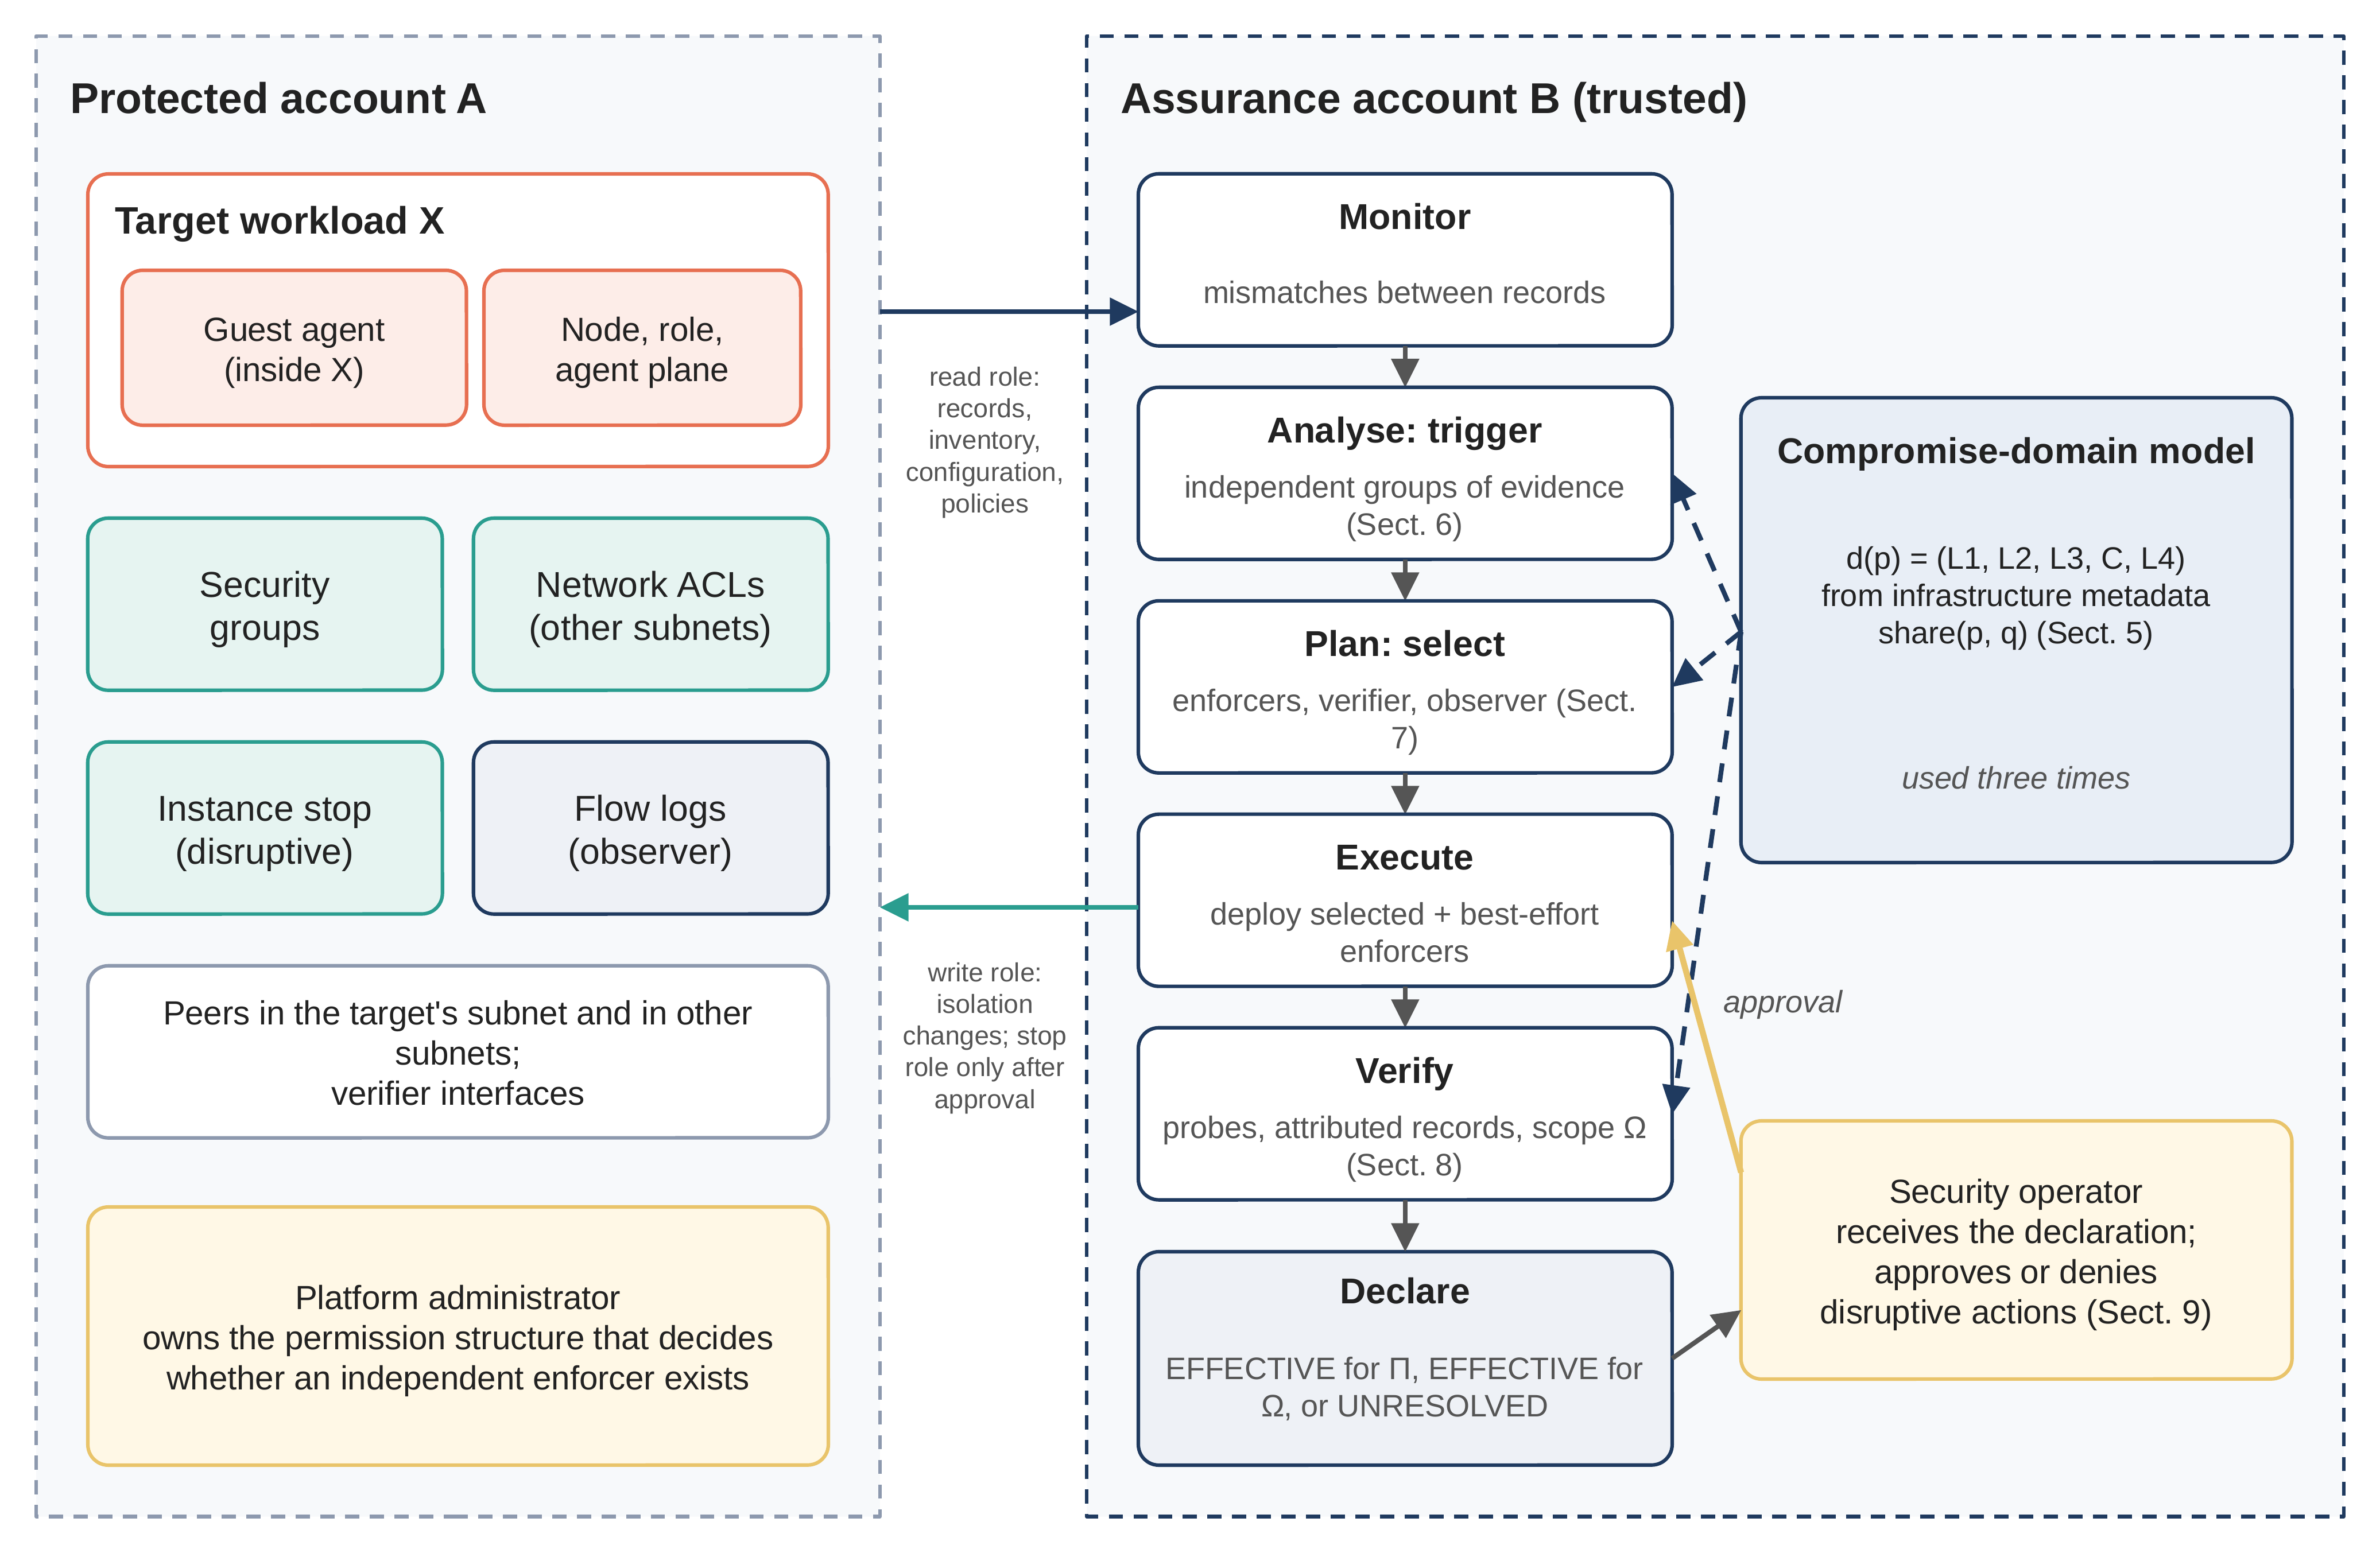 Protected account A
Target workload X
Guest agent
(inside X)
Node, role,
agent plane
Security
groups
Network ACLs
(other subnets)
Instance stop
(disruptive)
Flow logs
(observer)
Peers in the target's subnet and in other
subnets;
verifier interfaces
Platform administrator
owns the permission structure that decides
whether an independent enforcer exists
read role:
records,
inventory,
configuration,
policies
write role:
isolation
changes; stop
role only after
approval
Assurance account B (trusted)
Monitor
mismatches between records
Analyse: trigger
independent groups of evidence
(Sect. 6)
Plan: select
enforcers, verifier, observer (Sect.
7)
Execute
deploy selected + best-effort
enforcers
Verify
probes, attributed records, scope Ω
(Sect. 8)
Declare
EFFECTIVE for Π, EFFECTIVE for
Ω, or UNRESOLVED
Compromise-domain model
d(p) = (L1, L2, L3, C, L4)
from infrastructure metadata
share(p, q) (Sect. 5)
used three times
approval
Security operator
receives the declaration;
approves or denies
disruptive actions (Sect. 9)